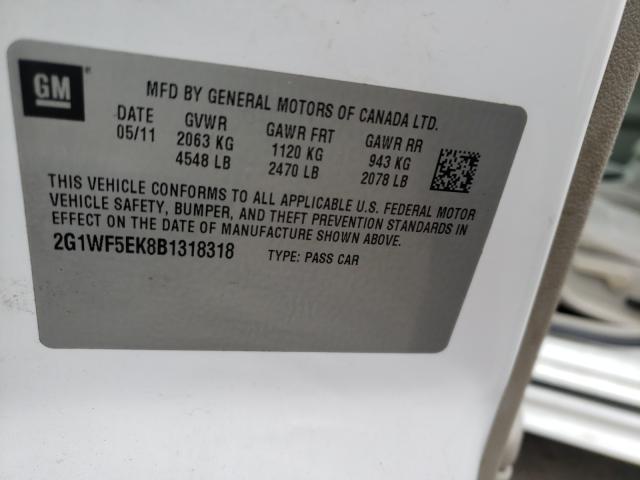 GM
MFD BY GENERAL MOTORS OF CANADA LTD.
DATE GVWR GAWR FRT GAWR RR
05/11 2063 KG 1120 KG 943 KG
4548 LB 2470 LB 2078 LB
THIS VEHICLE CONFORMS TO ALL APPLICABLE U.S. FEDERAL MOTOR
VEHICLE SAFETY, BUMPER, AND THEFT PREVENTION STANDARDS IN
EFFECT ON THE DATE OF MANUFACTURE SHOWN ABOVE.
2G1WF5EK8B1318318 TYPE: PASS CAR